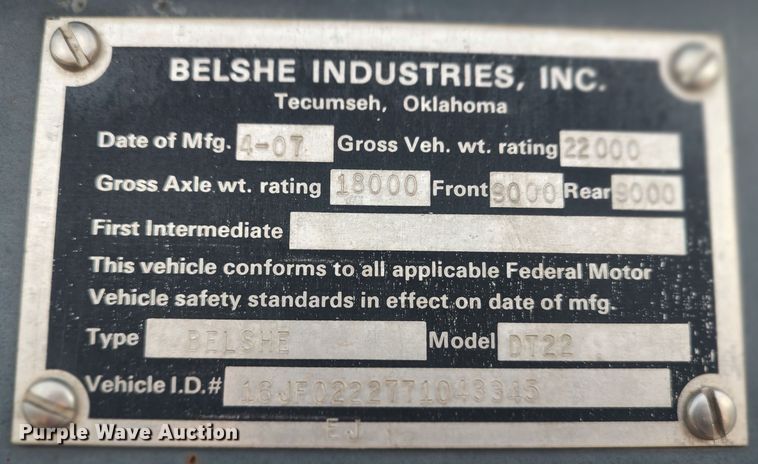 BELSHE INDUSTRIES, INC.
Tecumseh, Oklahoma
Date of Mfg. 4-07 Gross Veh. wt. rating 22000
Gross Axle wt. rating 18000 Front 9000 Rear 9000
First Intermediate
This vehicle conforms to all applicable Federal Motor
Vehicle safety standards in effect on date of mfg.
Type BELSHE Model DT22
Vehicle I.D.# 16JF0222771043345
EJ
Purple Wave Auction